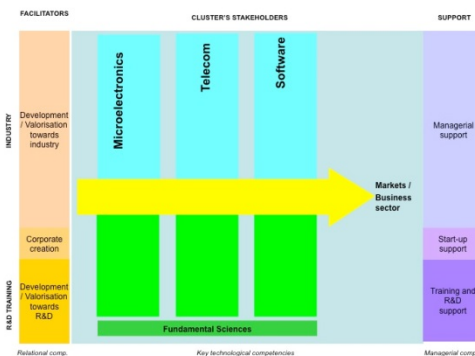 FACILITATORS
CLUSTER'S STAKEHOLDERS
SUPPORT
INDUSTRY
Development
/ Valorisation
towards
industry
Microelectronics
Telecom
Software
Managerial
support
Markets /
Business
sector
Corporate
creation
Start-up
support
R&D TRAINING
Development
/ Valorisation
towards
R&D
Training and
R&D
support
Fundamental Sciences
Relational comp.
Key technological competencies
Managerial comp.